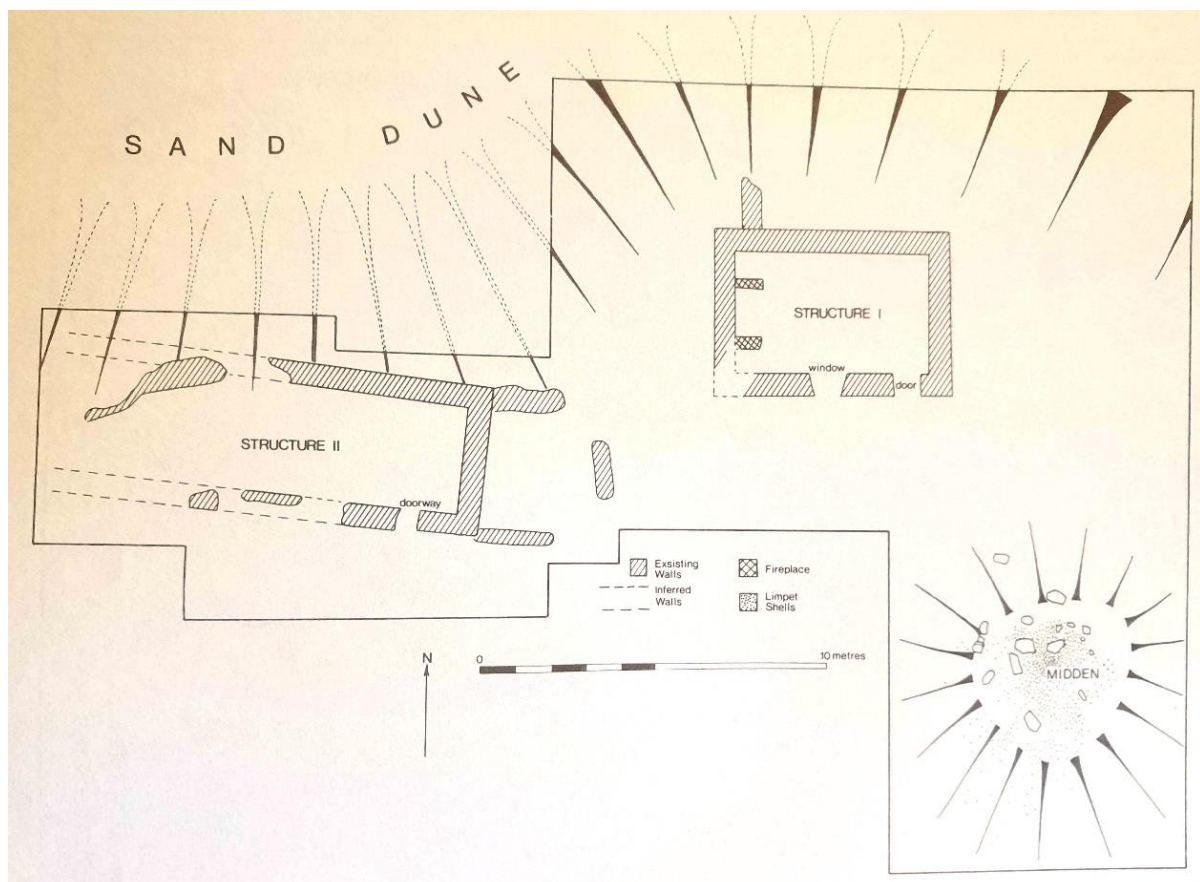 SAND DUNE
STRUCTURE I
window
door
STRUCTURE II
doorway
Exsisting
Walls
Inferred
Walls
Fireplace
Limpet
Shells
N
0 10 metres
MIDDEN